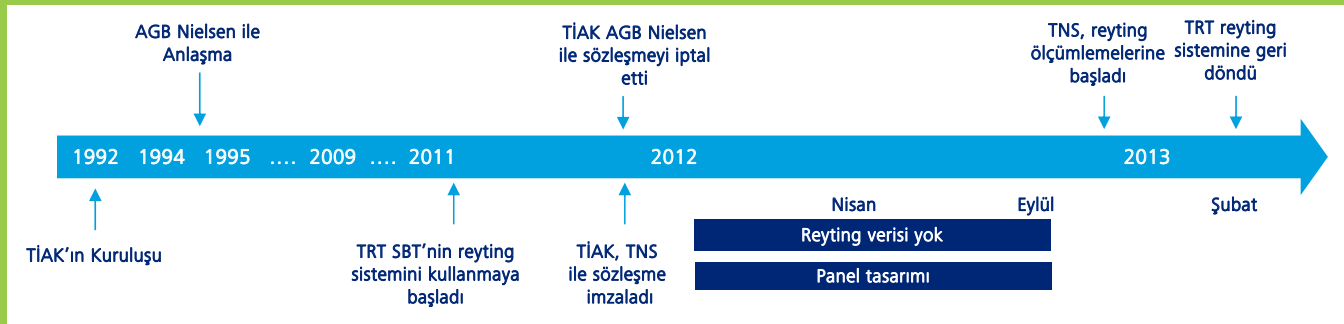 AGB Nielsen ile
Anlaşma
TİAK AGB Nielsen
ile sözleşmeyi iptal
etti
TNS, reyting
ölçümlemelerine
başladı
TRT reyting
sistemine geri
döndü
1992 1994 1995 .... 2009 .... 2011 2012 2013
TİAK’ın Kuruluşu
TRT SBT’nin reyting
sistemini kullanmaya
başladı
TİAK, TNS
ile sözleşme
imzaladı
Nisan Eylül Şubat
Reyting verisi yok
Panel tasarımı